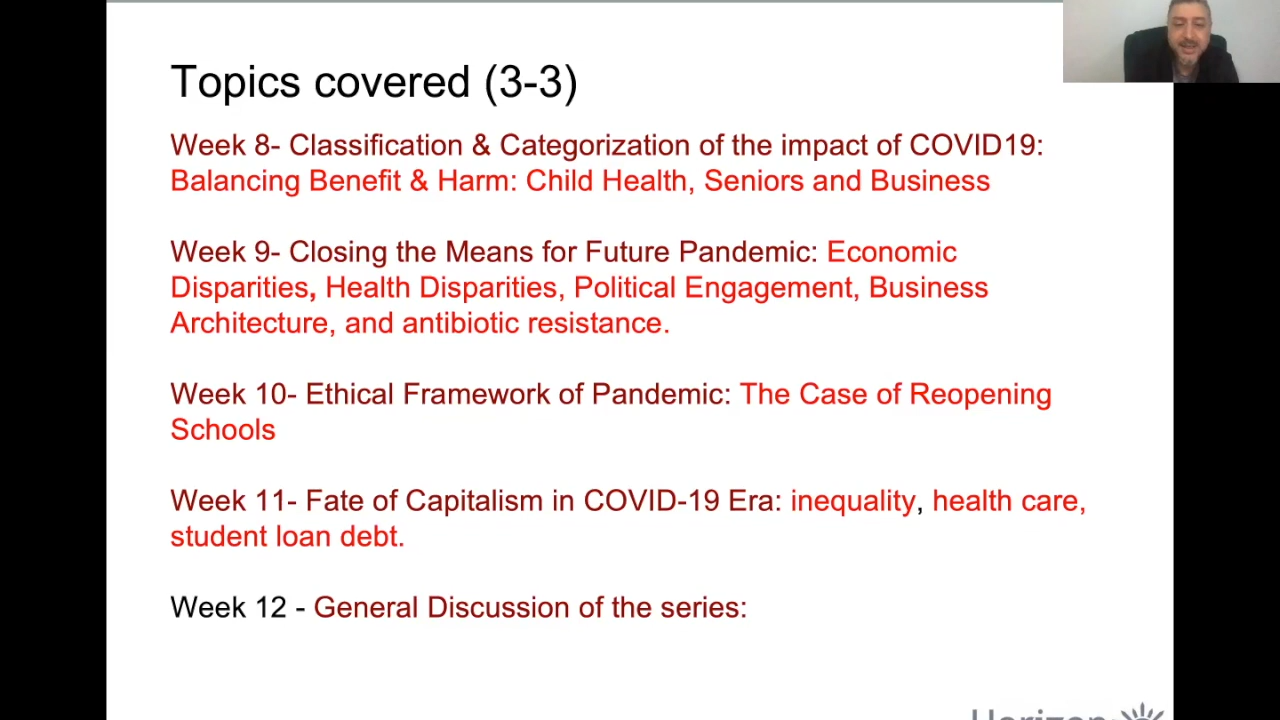 Topics covered (3-3)
Week 8- Classification & Categorization of the impact of COVID19:
Balancing Benefit & Harm: Child Health, Seniors and Business
Week 9- Closing the Means for Future Pandemic: Economic
Disparities, Health Disparities, Political Engagement, Business
Architecture, and antibiotic resistance.
Week 10- Ethical Framework of Pandemic: The Case of Reopening
Schools
Week 11- Fate of Capitalism in COVID-19 Era: inequality, health care,
student loan debt.
Week 12 - General Discussion of the series: